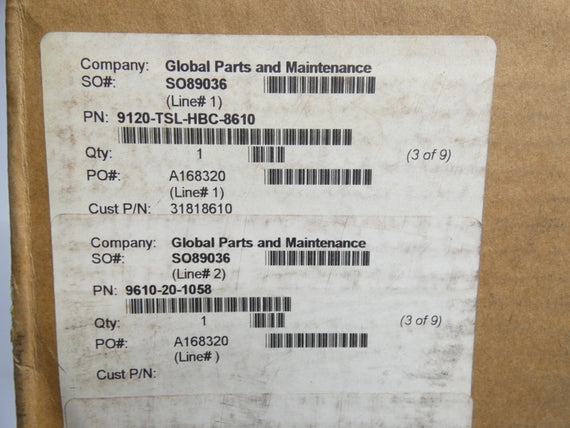 Company: Global Parts and Maintenance
SO#: SO89036
(Line# 1)
PN: 9120-TSL-HBC-8610
Qty: 1 (3 of 9)
PO#: A168320
(Line# 1)
Cust P/N: 31818610
Company: Global Parts and Maintenance
SO#: SO89036
(Line# 2)
PN: 9610-20-1058
Qty: 1 (3 of 9)
PO#: A168320
(Line# )
Cust P/N: